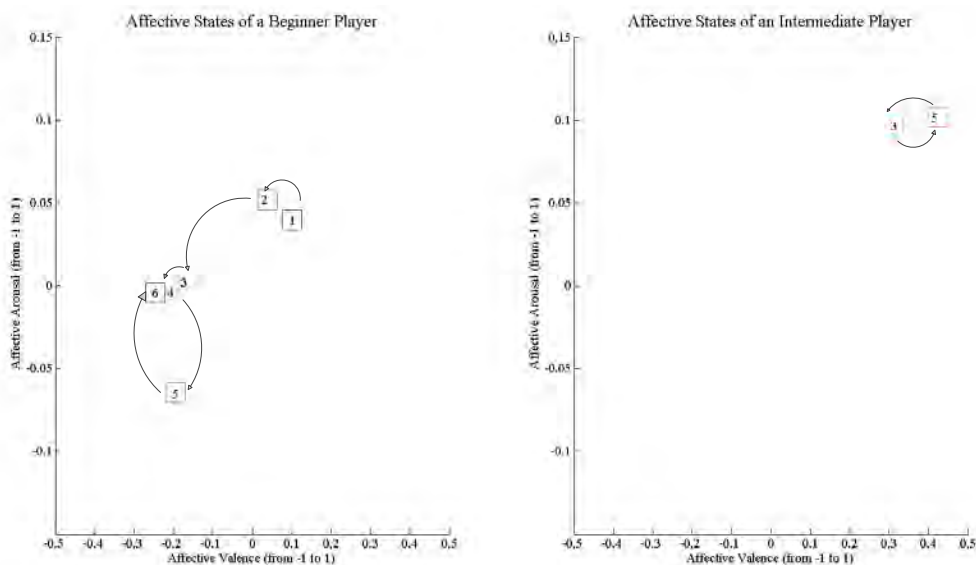 Affective States of a Beginner Player
0.15
0.1
0.05
0
-0.05
-0.1
Affective Arousal (from -1 to 1)
2
1
3
6 4
5
-0.5 -0.4 -0.3 -0.2 -0.1 0 0.1 0.2 0.3 0.4 0.5
Affective Valence (from -1 to 1)
Affective States of an Intermediate Player
0.15
0.1
0.05
0
-0.05
-0.1
Affective Arousal (from -1 to 1)
3 5
-0.5 -0.4 -0.3 -0.2 -0.1 0 0.1 0.2 0.3 0.4 0.5
Affective Valence (from -1 to 1)